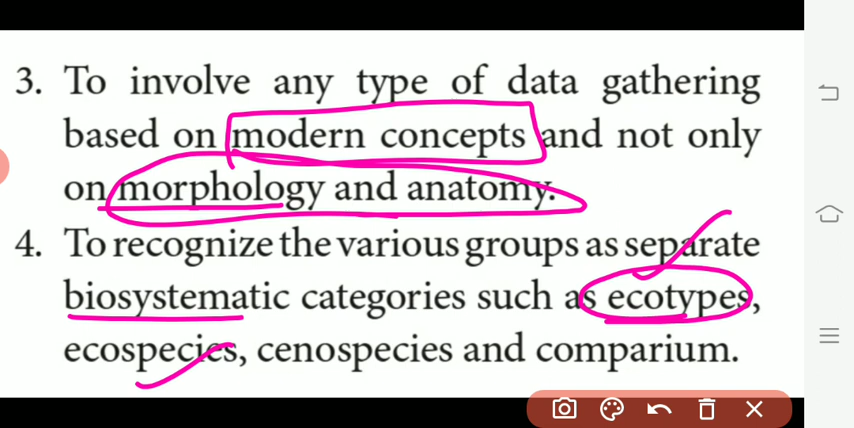 3. To involve any type of data gathering
based on modern concepts and not only
on morphology and anatomy.
4. To recognize the various groups as separate
biosystematic categories such as ecotypes,
ecospecies, cenospecies and comparium.